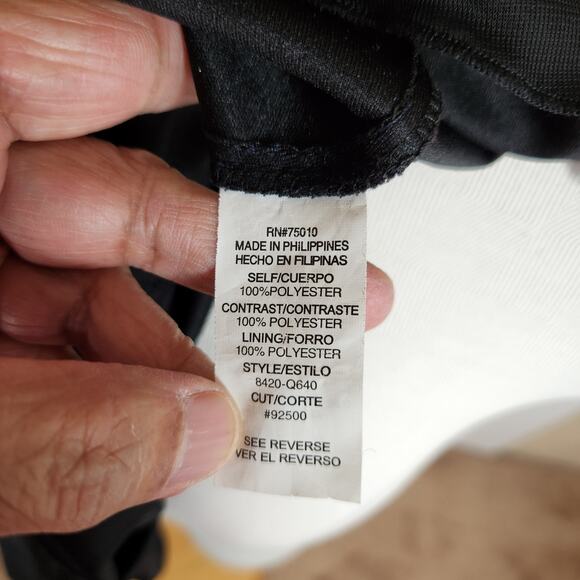 RN#75010
MADE IN PHILIPPINES
HECHO EN FILIPINAS
SELF/CUERPO
100%POLYESTER
CONTRAST/CONTRASTE
100% POLYESTER
LINING/FORRO
100% POLYESTER
STYLE/ESTILO
8420-Q640
CUT/CORTE
#92500
SEE REVERSE
VER EL REVERSO